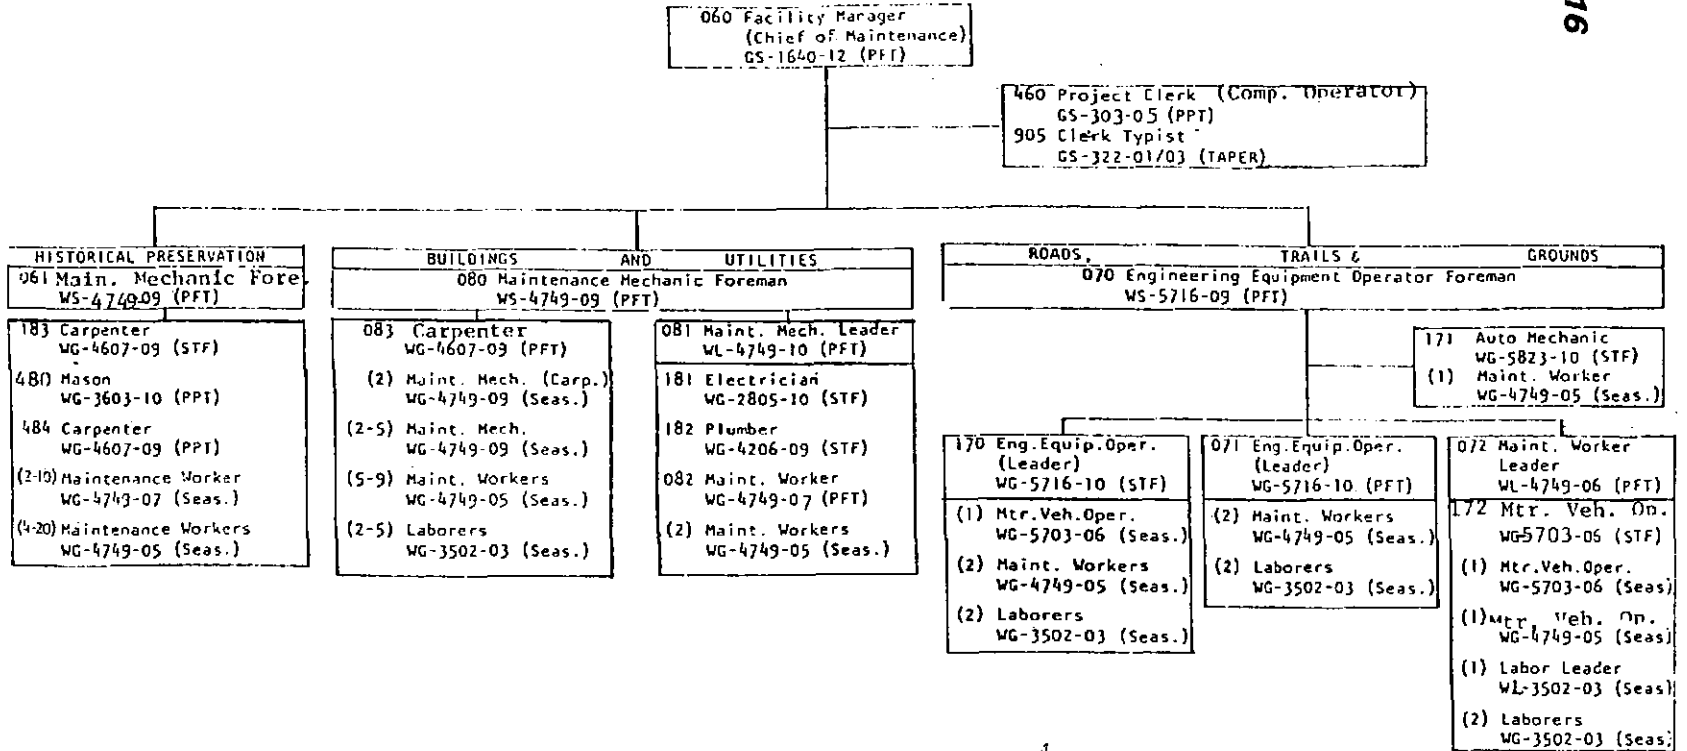 16
060 Facility Manager
(Chief of Maintenance)
GS-1640-12 (PFT)
460 Project Clerk (Comp. Operator)
GS-303-05 (PPT)
905 Clerk Typist
GS-322-01/03 (TAPER)
HISTORICAL PRESERVATION
061 Main. Mechanic Fore.
WS-4749-09 (PFT)
183 Carpenter
WG-4607-09 (STF)
480 Mason
WG-3603-10 (PPT)
484 Carpenter
WG-4607-09 (PPT)
(2-10) Maintenance Worker
WG-4749-07 (Seas.)
(4-20) Maintenance Workers
WG-4749-05 (Seas.)
BUILDINGS AND UTILITIES
080 Maintenance Mechanic Foreman
WS-4749-09 (PFT)
083 Carpenter
WG-4607-09 (PFT)
(2) Maint. Mech. (Carp.)
WG-4749-09 (Seas.)
(2-5) Maint. Mech.
WG-4749-09 (Seas.)
(5-9) Maint. Workers
WG-4749-05 (Seas.)
(2-5) Laborers
WG-3502-03 (Seas.)
081 Maint. Mech. Leader
WL-4749-10 (PFT)
181 Electrician
WG-2805-10 (STF)
182 Plumber
WG-4206-09 (STF)
082 Maint. Worker
WG-4749-07 (PFT)
(2) Maint. Workers
WG-4749-05 (Seas.)
ROADS, TRAILS & GROUNDS
070 Engineering Equipment Operator Foreman
WS-5716-09 (PFT)
171 Auto Mechanic
WG-5823-10 (STF)
(1) Maint. Worker
WG-4749-05 (Seas.)
170 Eng.Equip.Oper.
(Leader)
WG-5716-10 (STF)
(1) Mtr.Veh.Oper.
WG-5703-06 (Seas.)
(2) Maint. Workers
WG-4749-05 (Seas.)
(2) Laborers
WG-3502-03 (Seas.)
071 Eng.Equip.Oper.
(Leader)
WG-5716-10 (PFT)
(2) Maint. Workers
WG-4749-05 (Seas.)
(2) Laborers
WG-3502-03 (Seas.)
072 Maint. Worker
Leader
WL-4749-06 (PFT)
172 Mtr. Veh. Op.
WG-5703-06 (STF)
(1) Mtr.Veh.Oper.
WG-5703-06 (Seas)
(1) Mtr. Veh. Op.
WG-4749-05 (Seas)
(1) Labor Leader
WL-3502-03 (Seas)
(2) Laborers
WG-3502-03 (Seas)
1